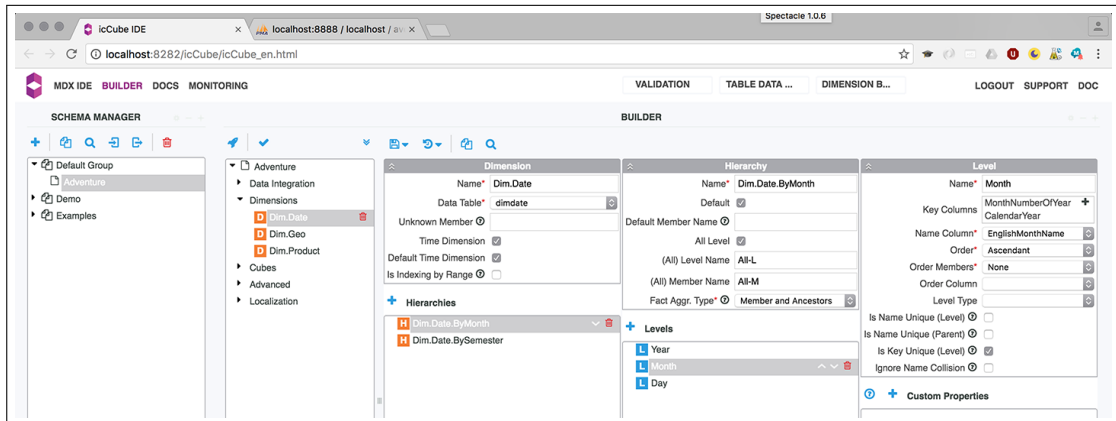 Spectacle 1.0.6
icCube IDE
localhost:8888 / localhost / av
localhost:8282/icCube/icCube_en.html
MDX IDE BUILDER DOCS MONITORING
VALIDATION TABLE DATA ... DIMENSION B...
LOGOUT SUPPORT DOC
SCHEMA MANAGER
BUILDER
Default Group
Adventure
Demo
Examples
Adventure
Data Integration
Dimensions
D Dim.Date
D Dim.Geo
D Dim.Product
Cubes
Advanced
Localization
Dimension
Name* Dim.Date
Data Table* dimdate
Unknown Member
Time Dimension
Default Time Dimension
Is Indexing by Range
Hierarchies
H Dim.Date.ByMonth
H Dim.Date.BySemester
Hierarchy
Name* Dim.Date.ByMonth
Default
Default Member Name
All Level
(All) Level Name All-L
(All) Member Name All-M
Fact Aggr. Type* Member and Ancestors
Levels
L Year
L Month
L Day
Level
Name* Month
Key Columns MonthNumberOfYear
CalendarYear
Name Column* EnglishMonthName
Order* Ascendant
Order Members* None
Order Column
Level Type
Is Name Unique (Level)
Is Name Unique (Parent)
Is Key Unique (Level)
Ignore Name Collision
Custom Properties